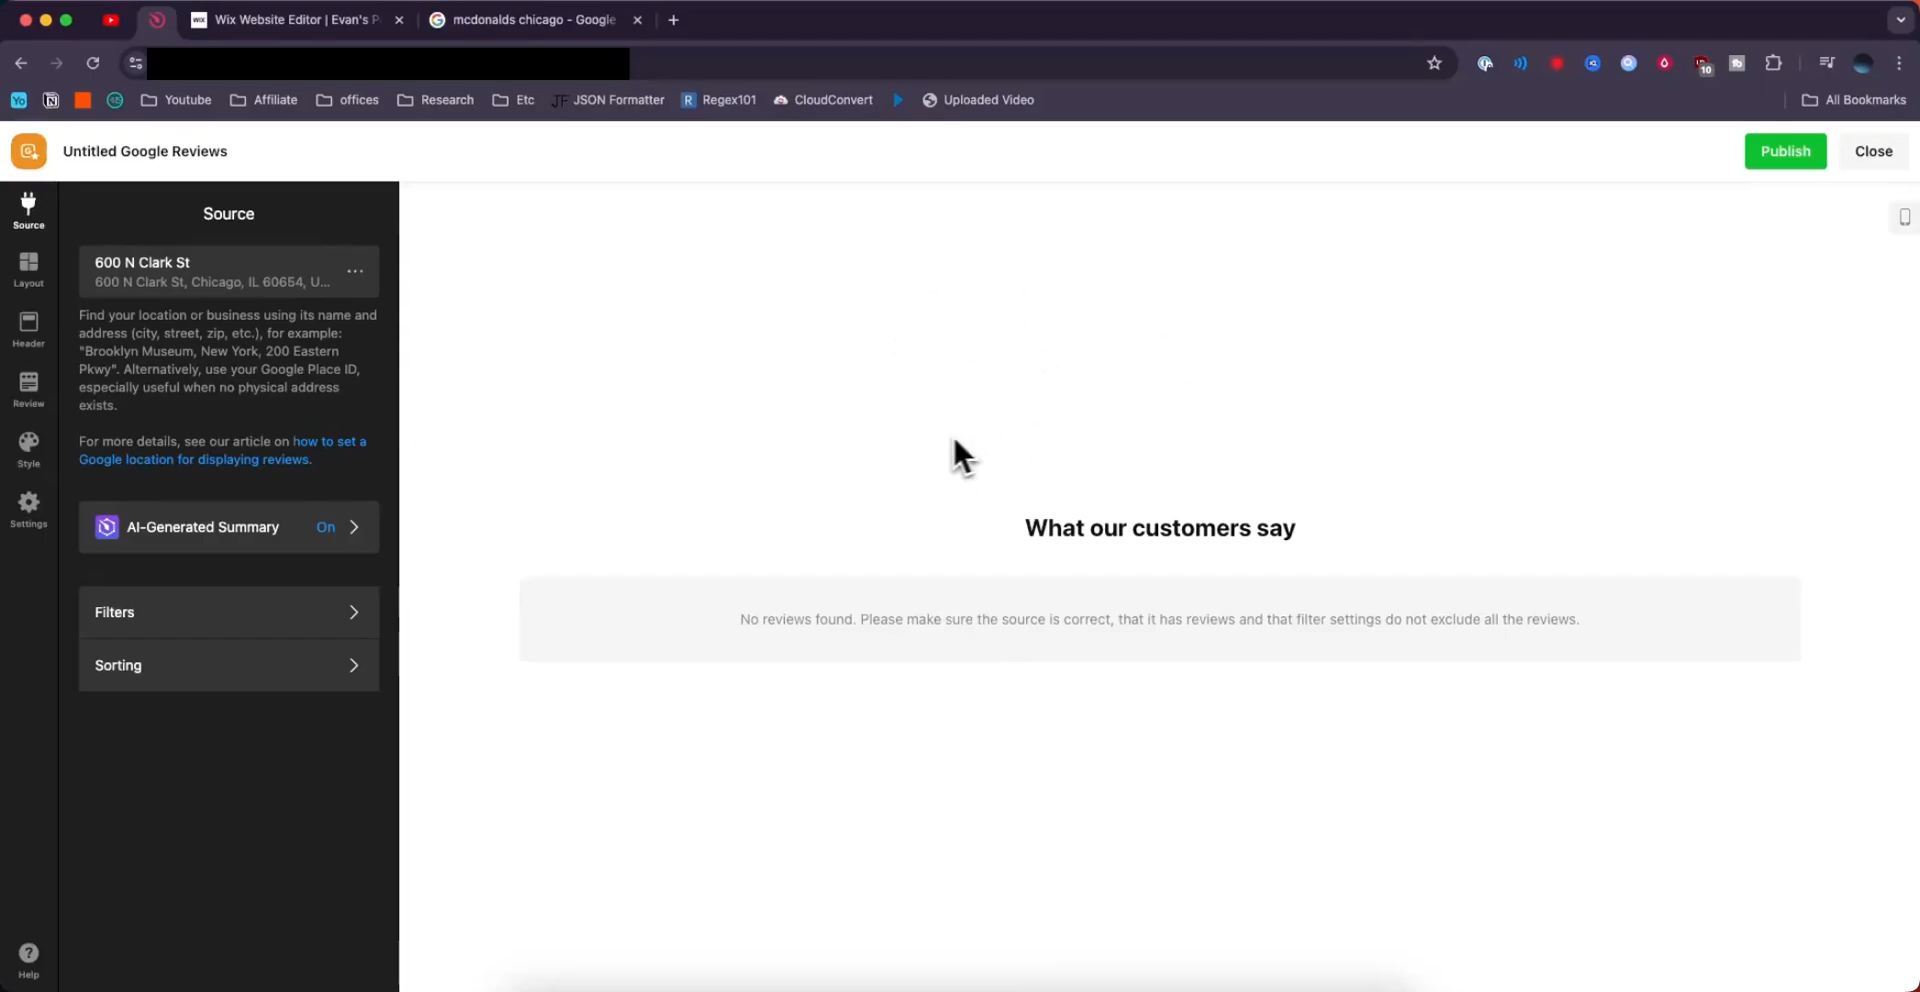 Wix Website Editor | Evan's P
mcdonalds chicago - Google
10
Youtube
Affiliate
offices
Research
Etc
JSON Formatter
Regex101
CloudConvert
Uploaded Video
All Bookmarks
Untitled Google Reviews
Publish
Close
Source
Layout
Header
Review
Style
Settings
Help
Source
600 N Clark St
600 N Clark St, Chicago, IL 60654, U...
Find your location or business using its name and
address (city, street, zip, etc.), for example:
"Brooklyn Museum, New York, 200 Eastern
Pkwy". Alternatively, use your Google Place ID,
especially useful when no physical address
exists.
For more details, see our article on how to set a
Google location for displaying reviews.
AI-Generated Summary On
Filters
Sorting
What our customers say
No reviews found. Please make sure the source is correct, that it has reviews and that filter settings do not exclude all the reviews.